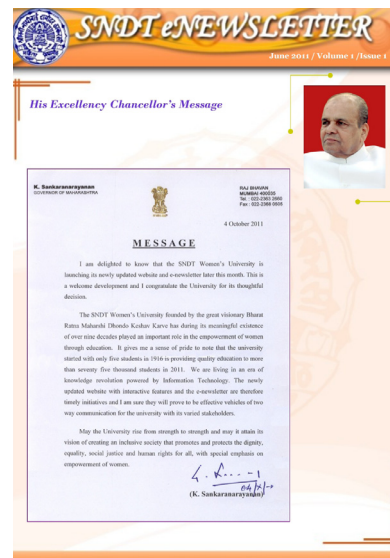 SNDT eNEWSLETTER
June 2011 / Volume 1 /Issue 1
His Excellency Chancellor's Message
K. Sankaranarayanan
GOVERNOR OF MAHARASHTRA
RAJ BHAVAN
MUMBAI 400035
Tel. : 022-2363 2660
Fax : 022-2368 0505
4 October 2011
MESSAGE
I am delighted to know that the SNDT Women's University is
launching its newly updated website and e-newsletter later this month. This is
a welcome development and I congratulate the University for its thoughtful
decision.
The SNDT Women's University founded by the great visionary Bharat
Ratna Maharshi Dhondo Keshav Karve has during its meaningful existence
of over nine decades played an important role in the empowerment of women
through education. It gives me a sense of pride to note that the university
started with only five students in 1916 is providing quality education to more
than seventy five thousand students in 2011. We are living in an era of
knowledge revolution powered by Information Technology. The newly
updated website with interactive features and the e-newsletter are therefore
timely initiatives and I am sure they will prove to be effective vehicles of two
way communication for the university with its varied stakeholders.
May the University rise from strength to strength and may it attain its
vision of creating an inclusive society that promotes and protects the dignity,
equality, social justice and human rights for all, with special emphasis on
empowerment of women.
(K. Sankaranarayanan)